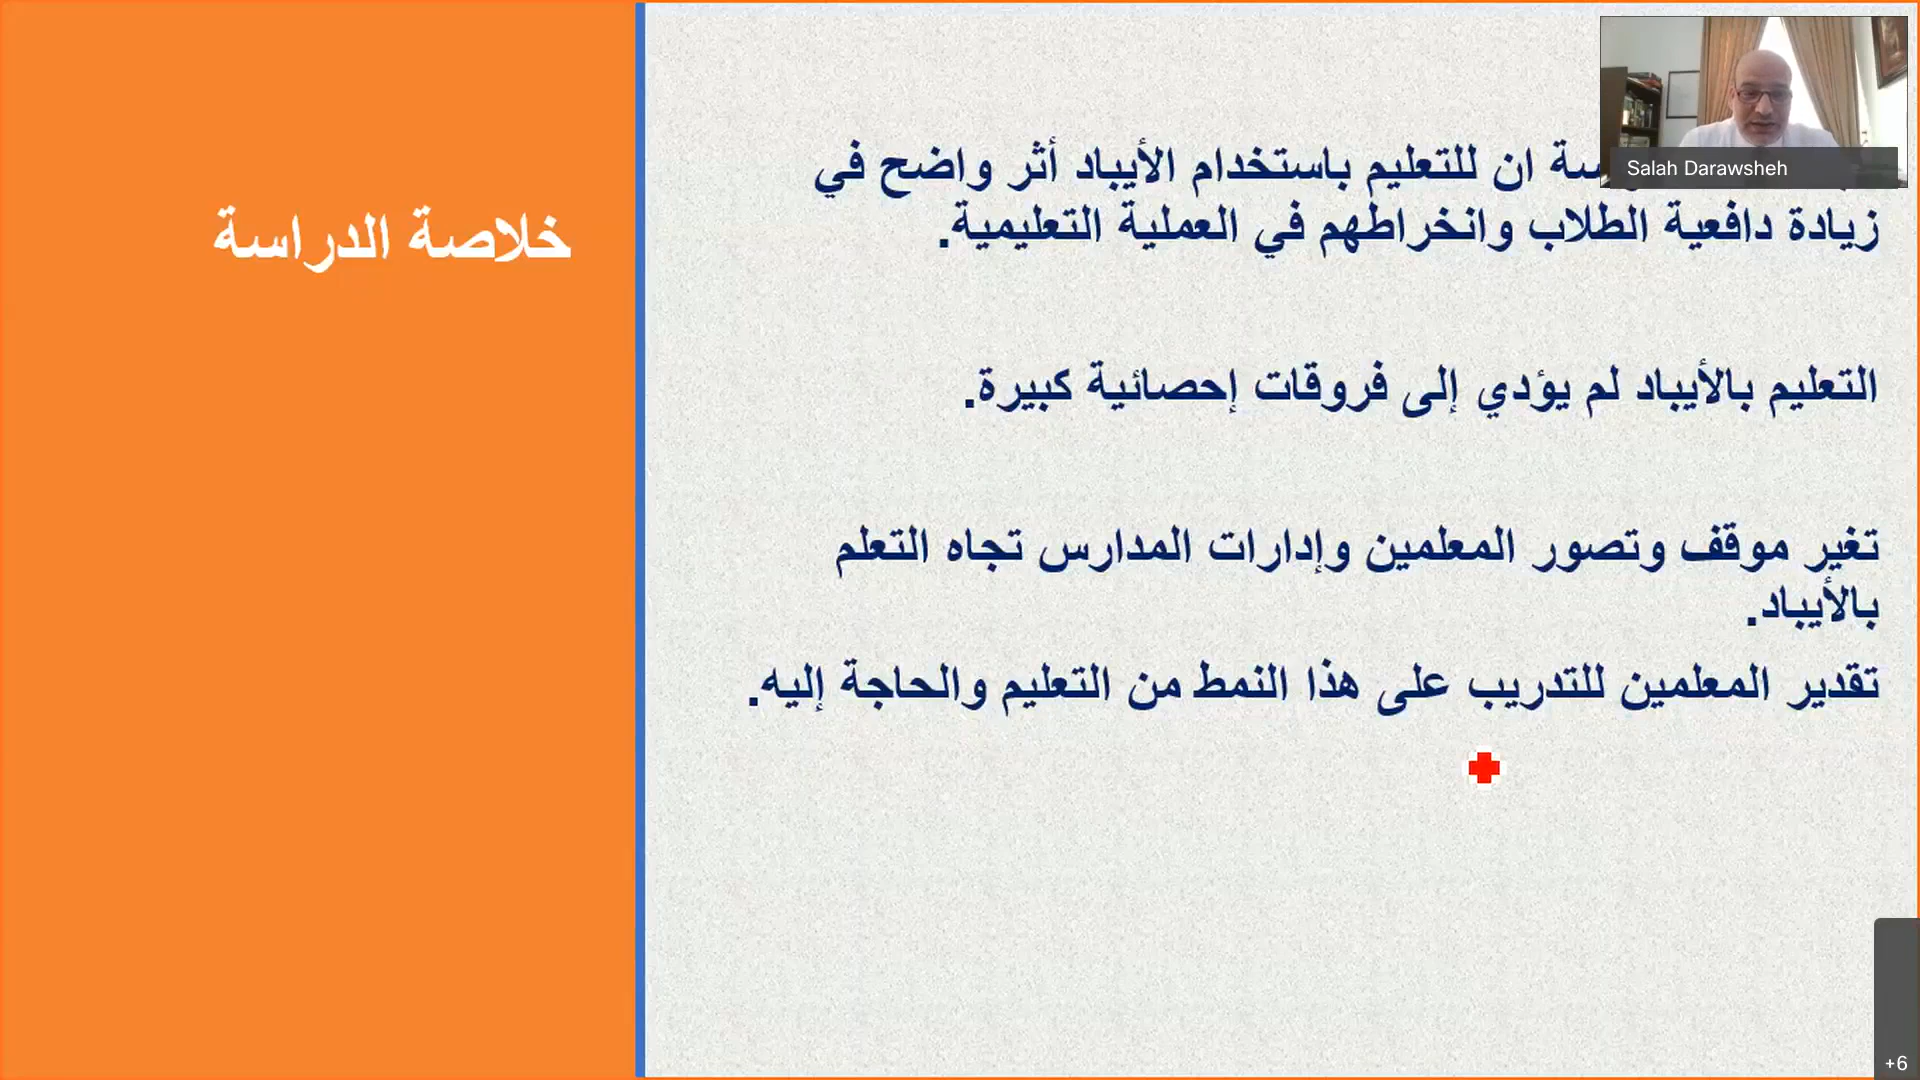 خلاصة الدراسة
ان للتعليم باستخدام الأيباد أثر واضح في
زيادة دافعية الطلاب وانخراطهم في العملية التعليمية.
التعليم بالأيباد لم يؤدي إلى فروقات إحصائية كبيرة.
تغير موقف وتصور المعلمين وإدارات المدارس تجاه التعلم
بالأيباد.
تقدير المعلمين للتدريب على هذا النمط من التعليم والحاجة إليه.
Salah Darawsheh
+6